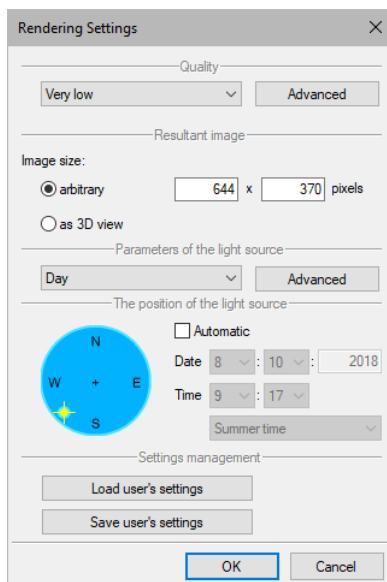 Rendering Settings
Quality
Very low Advanced
Resultant image
Image size:
arbitrary 644 x 370 pixels
as 3D view
Parameters of the light source
Day Advanced
The position of the light source
Automatic
N
Date 8 : 10 : 2018
W + E
Time 9 : 17
S
Summer time
Settings management
Load user's settings
Save user's settings
OK Cancel